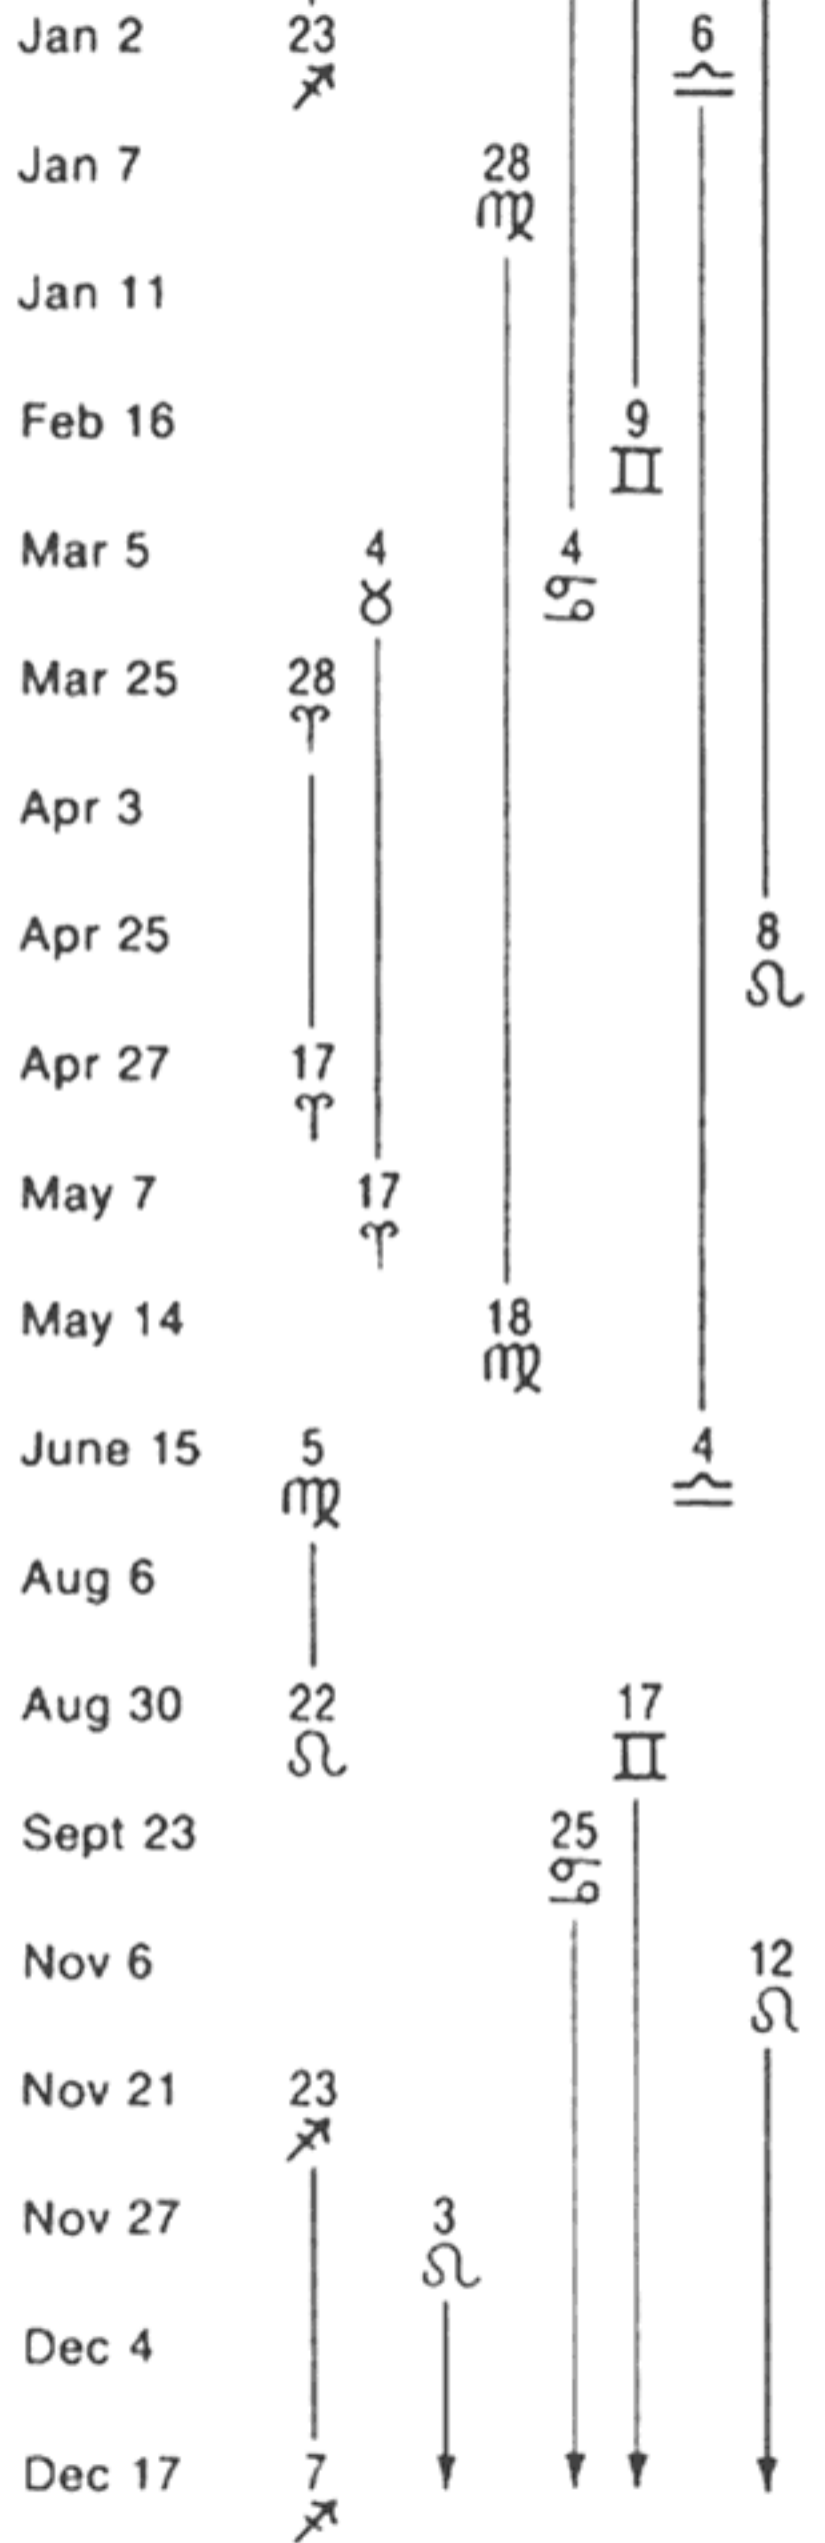 Jan 2 23 6
♐ ♎
Jan 7 28
♍
Jan 11
Feb 16 9
♊
Mar 5 4 4
♉ ♋
Mar 25 28
♈
Apr 3
Apr 25 8
♌
Apr 27 17
♈
May 7 17
♈
May 14 18
♍
June 15 5 4
♍ ♎
Aug 6
Aug 30 22 17
♌ ♊
Sept 23 25
♋
Nov 6 12
♌
Nov 21 23
♐
Nov 27 3
♌
Dec 4
Dec 17 7
♐